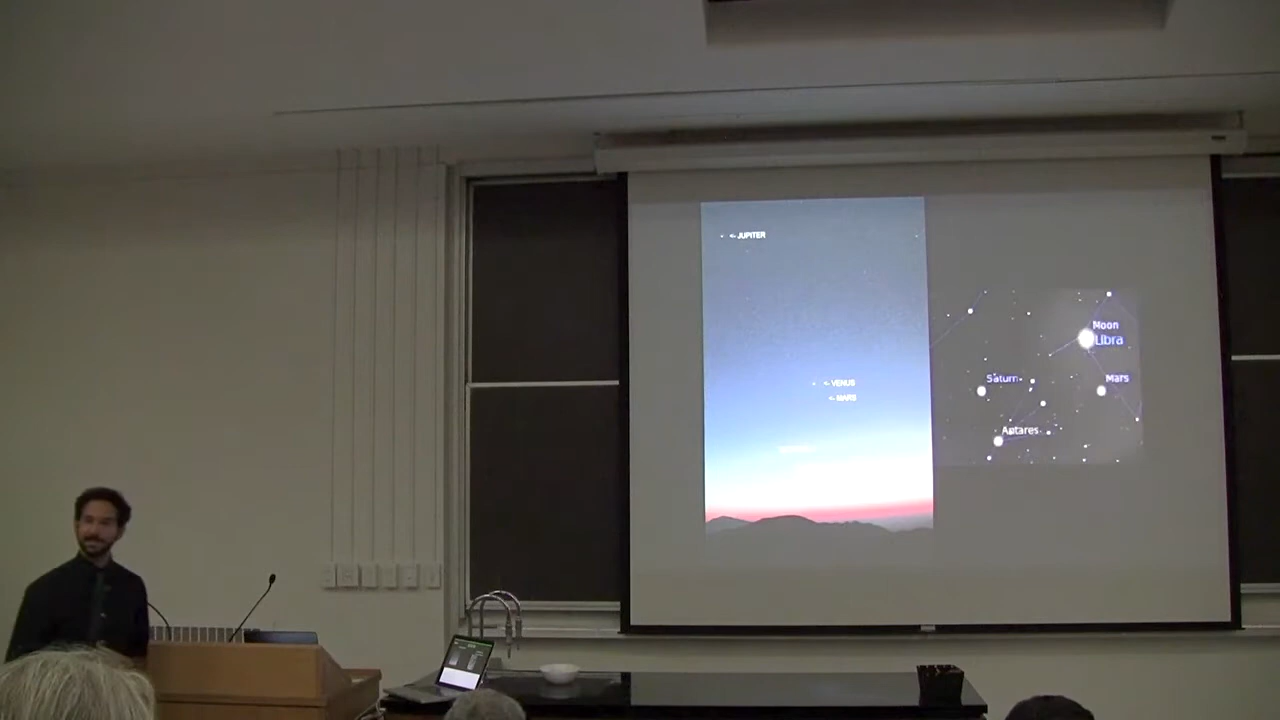 <- JUPITER
<- VENUS
<- MARS
Moon
Libra
Saturn
Mars
Antares